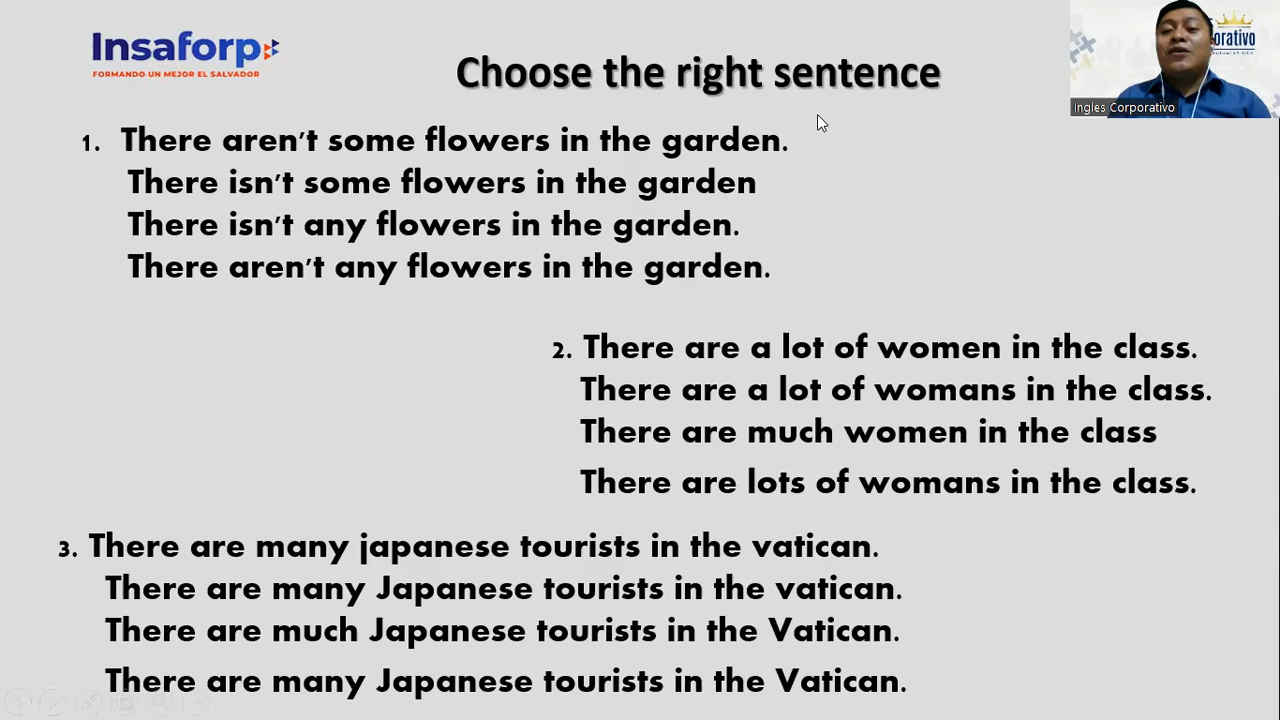 Insaforp
FORMANDO UN MEJOR EL SALVADOR
Choose the right sentence
orativo
Ingles Corporativo
1. There aren't some flowers in the garden.
There isn't some flowers in the garden
There isn't any flowers in the garden.
There aren't any flowers in the garden.
2. There are a lot of women in the class.
There are a lot of womans in the class.
There are much women in the class
There are lots of womans in the class.
3. There are many japanese tourists in the vatican.
There are many Japanese tourists in the vatican.
There are much Japanese tourists in the Vatican.
There are many Japanese tourists in the Vatican.